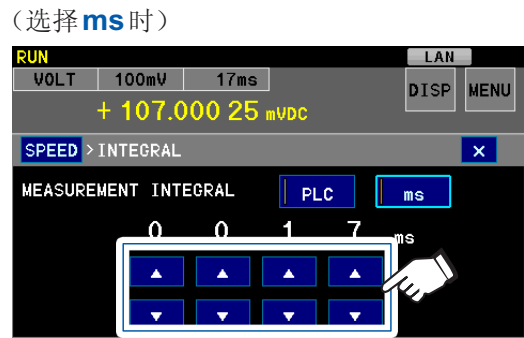 （选择ms时）
RUN LAN
VOLT 100mV 17ms DISP MENU
+ 107.000 25 mVDC
SPEED > INTEGRAL ×
MEASUREMENT INTEGRAL PLC ms
0 0 1 7 ms
▲ ▲ ▲ ▲
▼ ▼ ▼ ▼